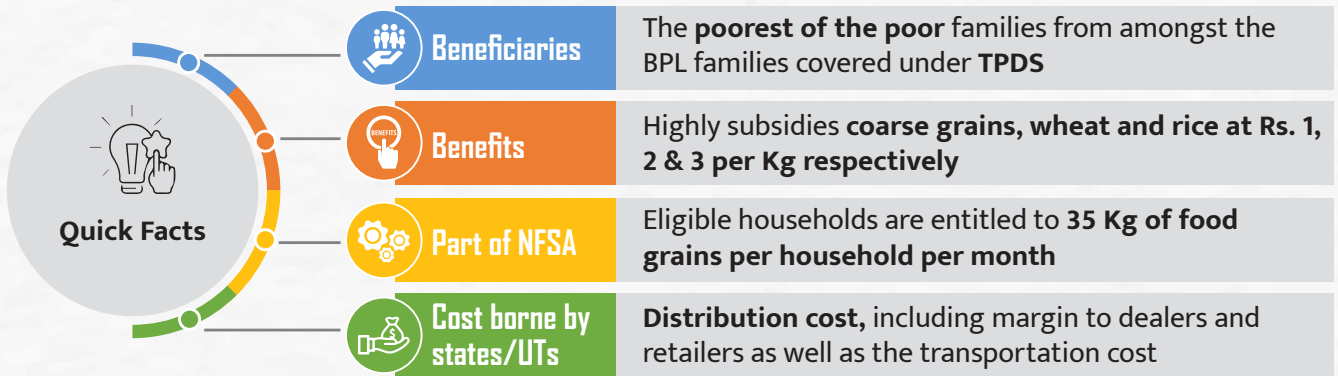 Quick Facts
Beneficiaries
The poorest of the poor families from amongst the
BPL families covered under TPDS
BENEFITS
Benefits
Highly subsidies coarse grains, wheat and rice at Rs. 1,
2 & 3 per Kg respectively
Part of NFSA
Eligible households are entitled to 35 Kg of food
grains per household per month
$
Cost borne by
states/UTs
Distribution cost, including margin to dealers and
retailers as well as the transportation cost